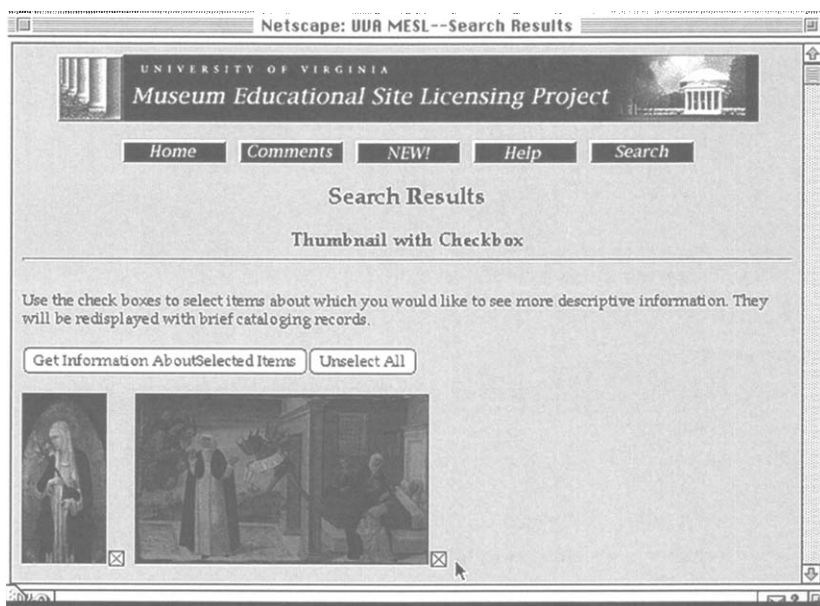 Netscape: UVA MESL--Search Results
UNIVERSITY OF VIRGINIA
Museum Educational Site Licensing Project
Home Comments NEW! Help Search
Search Results
Thumbnail with Checkbox
Use the check boxes to select items about which you would like to see more descriptive information. They
will be redisplayed with brief cataloging records.
Get Information AboutSelected Items Unselect All
?